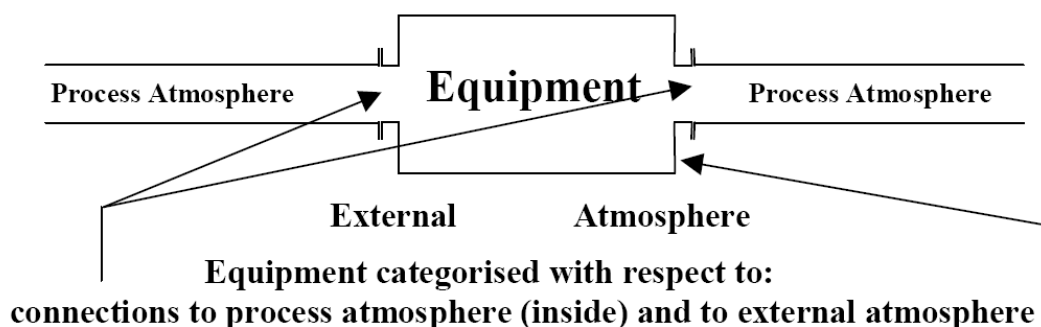 Process Atmosphere Equipment Process Atmosphere
External Atmosphere
Equipment categorised with respect to:
connections to process atmosphere (inside) and to external atmosphere